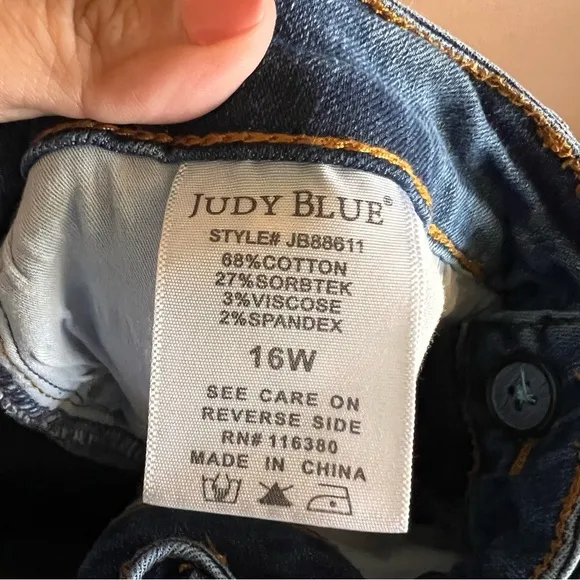 JUDY BLUE®
STYLE# JB88611
68%COTTON
27%SORBTEK
3%VISCOSE
2%SPANDEX
16W
SEE CARE ON
REVERSE SIDE
RN# 116380
MADE IN CHINA